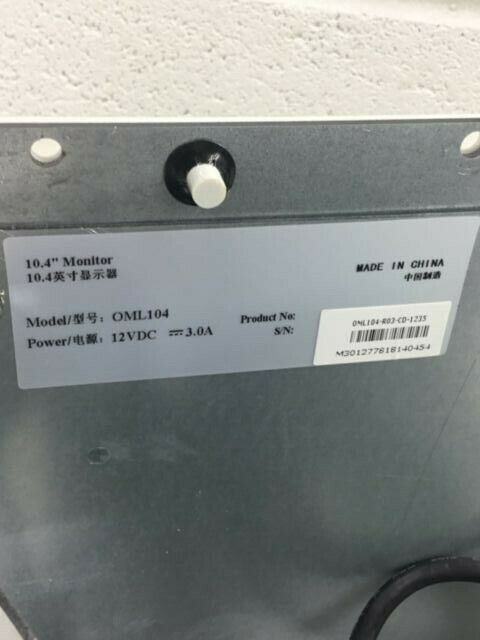 10.4" Monitor
10.4英寸显示器
MADE IN CHINA
中国制造
Model/型号: OML104
Power/电源: 12VDC ⎓ 3.0A
Product No:
S/N:
OML104-R03-CD-1235
M301277618140454